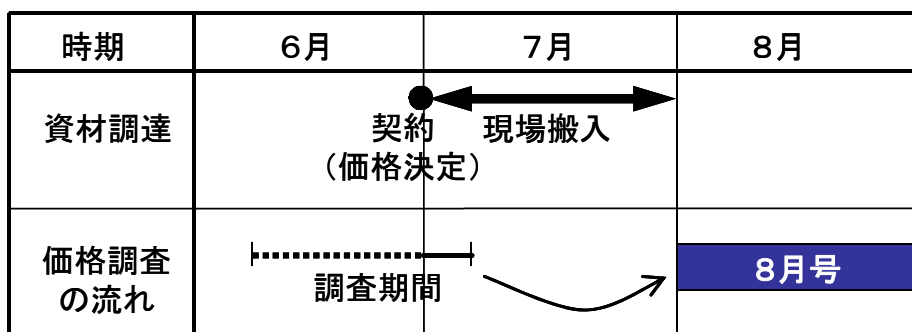 時期
6月
7月
8月
資材調達
契約
(価格決定)
現場搬入
価格調査
の流れ
調査期間
8月号